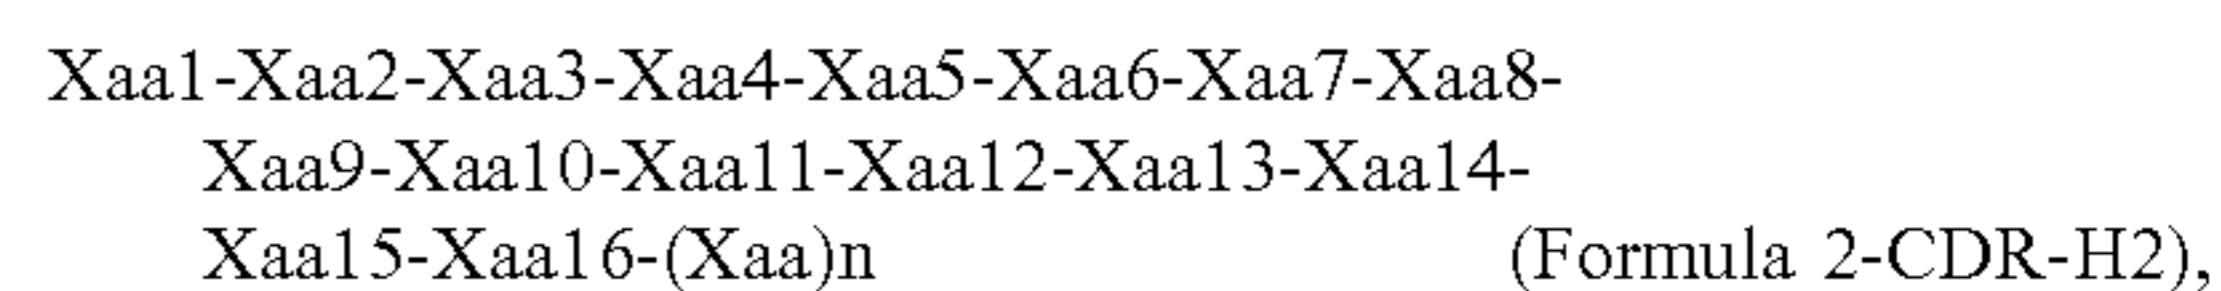 Xaa1-Xaa2-Xaa3-Xaa4-Xaa5-Xaa6-Xaa7-Xaa8-
Xaa9-Xaa10-Xaa11-Xaa12-Xaa13-Xaa14-
Xaa15-Xaa16-(Xaa)n (Formula 2-CDR-H2),